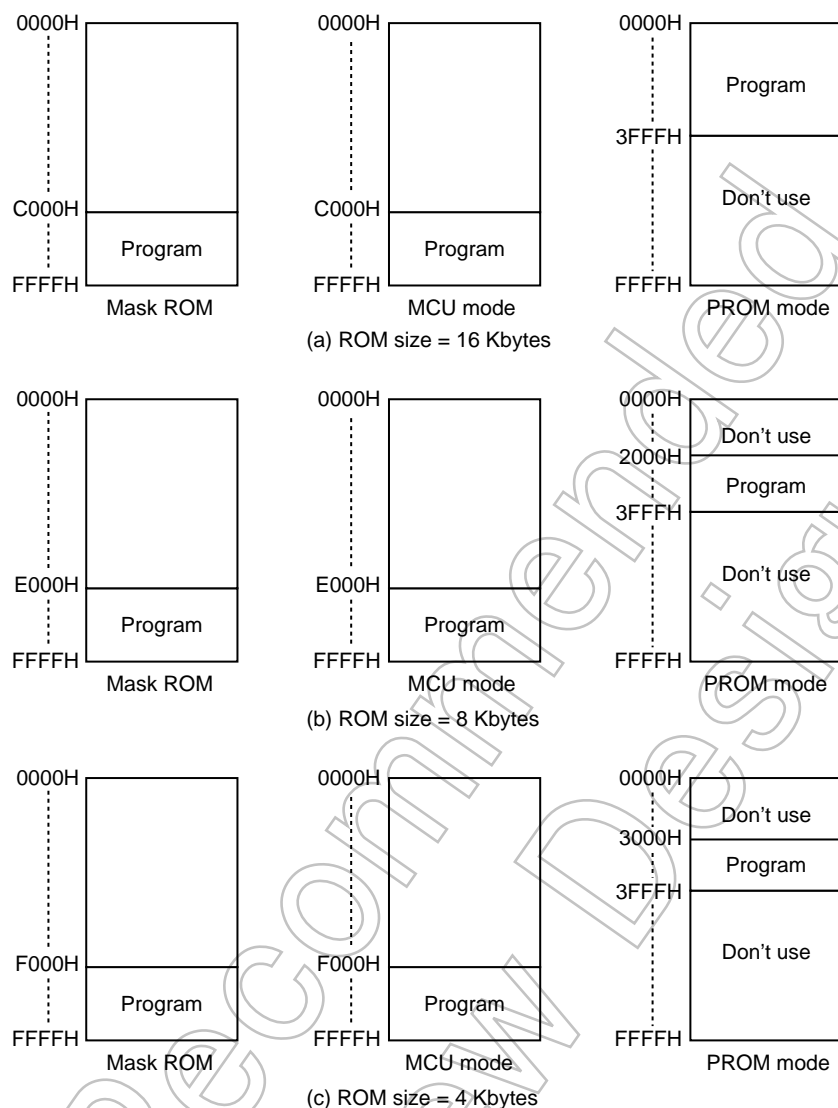 0000H 0000H 0000H
Program
3FFFH
C000H C000H Don't use
Program Program
FFFFH FFFFH FFFFH
Mask ROM MCU mode PROM mode
(a) ROM size = 16 Kbytes
0000H 0000H 0000H
Don't use
2000H
Program
3FFFH
E000H E000H Don't use
Program Program
FFFFH FFFFH FFFFH
Mask ROM MCU mode PROM mode
(b) ROM size = 8 Kbytes
0000H 0000H 0000H
Don't use
3000H
Program
3FFFH
F000H F000H Don't use
Program Program
FFFFH FFFFH FFFFH
Mask ROM MCU mode PROM mode
(c) ROM size = 4 Kbytes